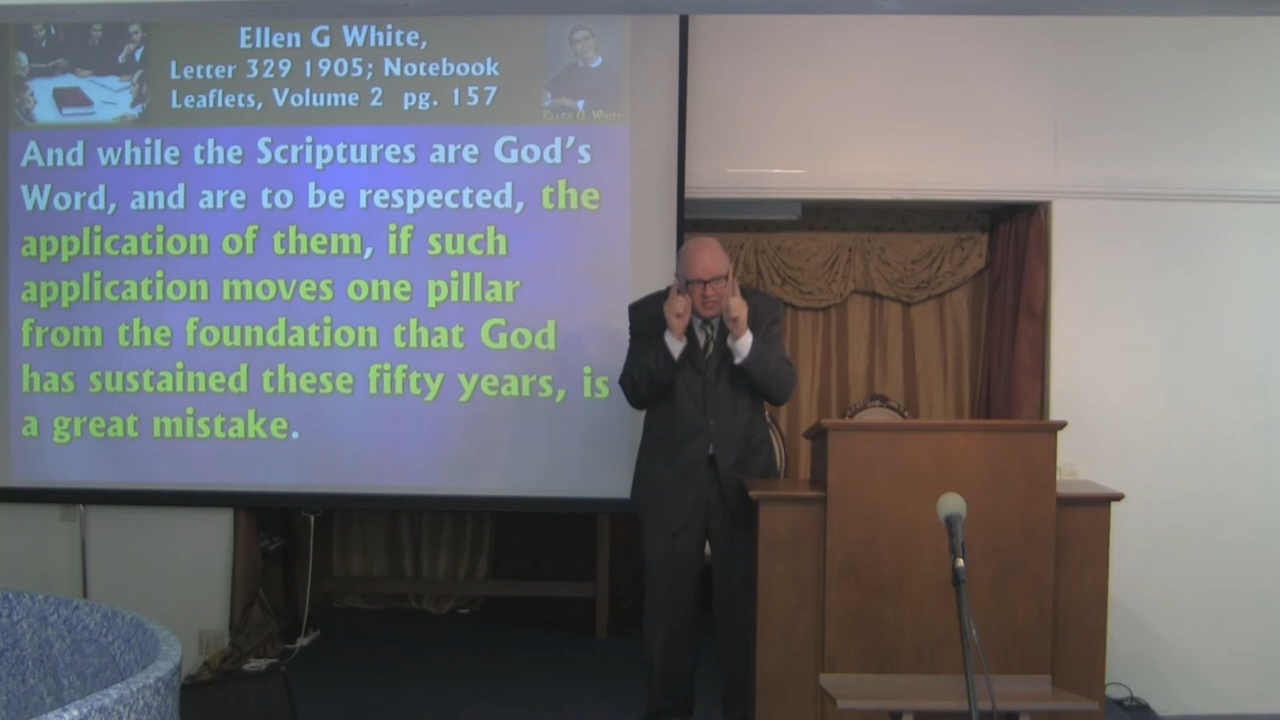 Ellen G White,
Letter 329 1905; Notebook
Leaflets, Volume 2 pg. 157
ELLEN G. WHITE
And while the Scriptures are God's
Word, and are to be respected, the
application of them, if such
application moves one pillar
from the foundation that God
has sustained these fifty years, is
a great mistake.